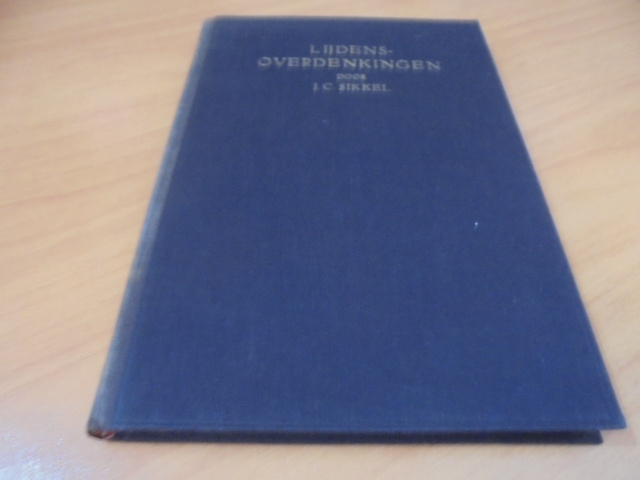 LIJDENS-
OVERDENKINGEN
DOOR
J. C. SIKKEL